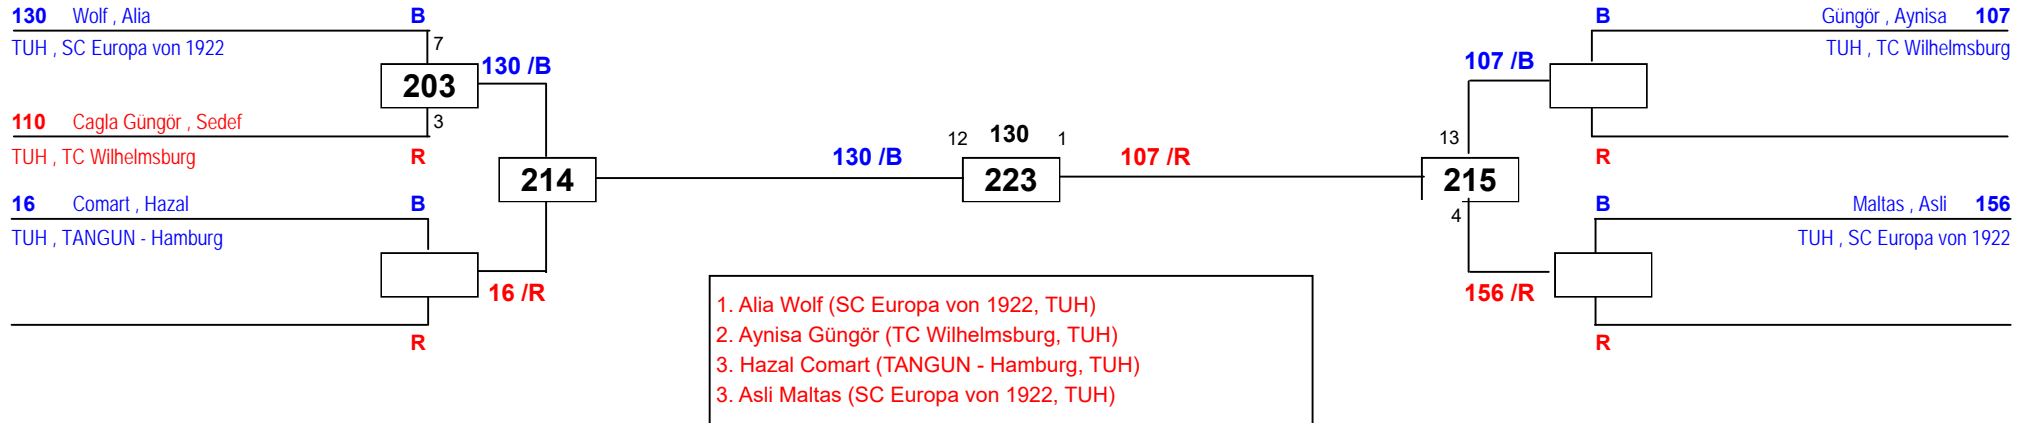 130 Wolf , Alia B
TUH , SC Europa von 1922
7
203
130 /B
110 Cagla Güngör , Sedef
3
TUH , TC Wilhelmsburg R
16 Comart , Hazal B
TUH , TANGUN - Hamburg
16 /R
R
214
130 /B
12 130 1
223
107 /R
B Güngör , Aynisa 107
TUH , TC Wilhelmsburg
107 /B
R
13
215
4
B Maltas , Asli 156
TUH , SC Europa von 1922
156 /R
R
1. Alia Wolf (SC Europa von 1922, TUH)
2. Aynisa Güngör (TC Wilhelmsburg, TUH)
3. Hazal Comart (TANGUN - Hamburg, TUH)
3. Asli Maltas (SC Europa von 1922, TUH)